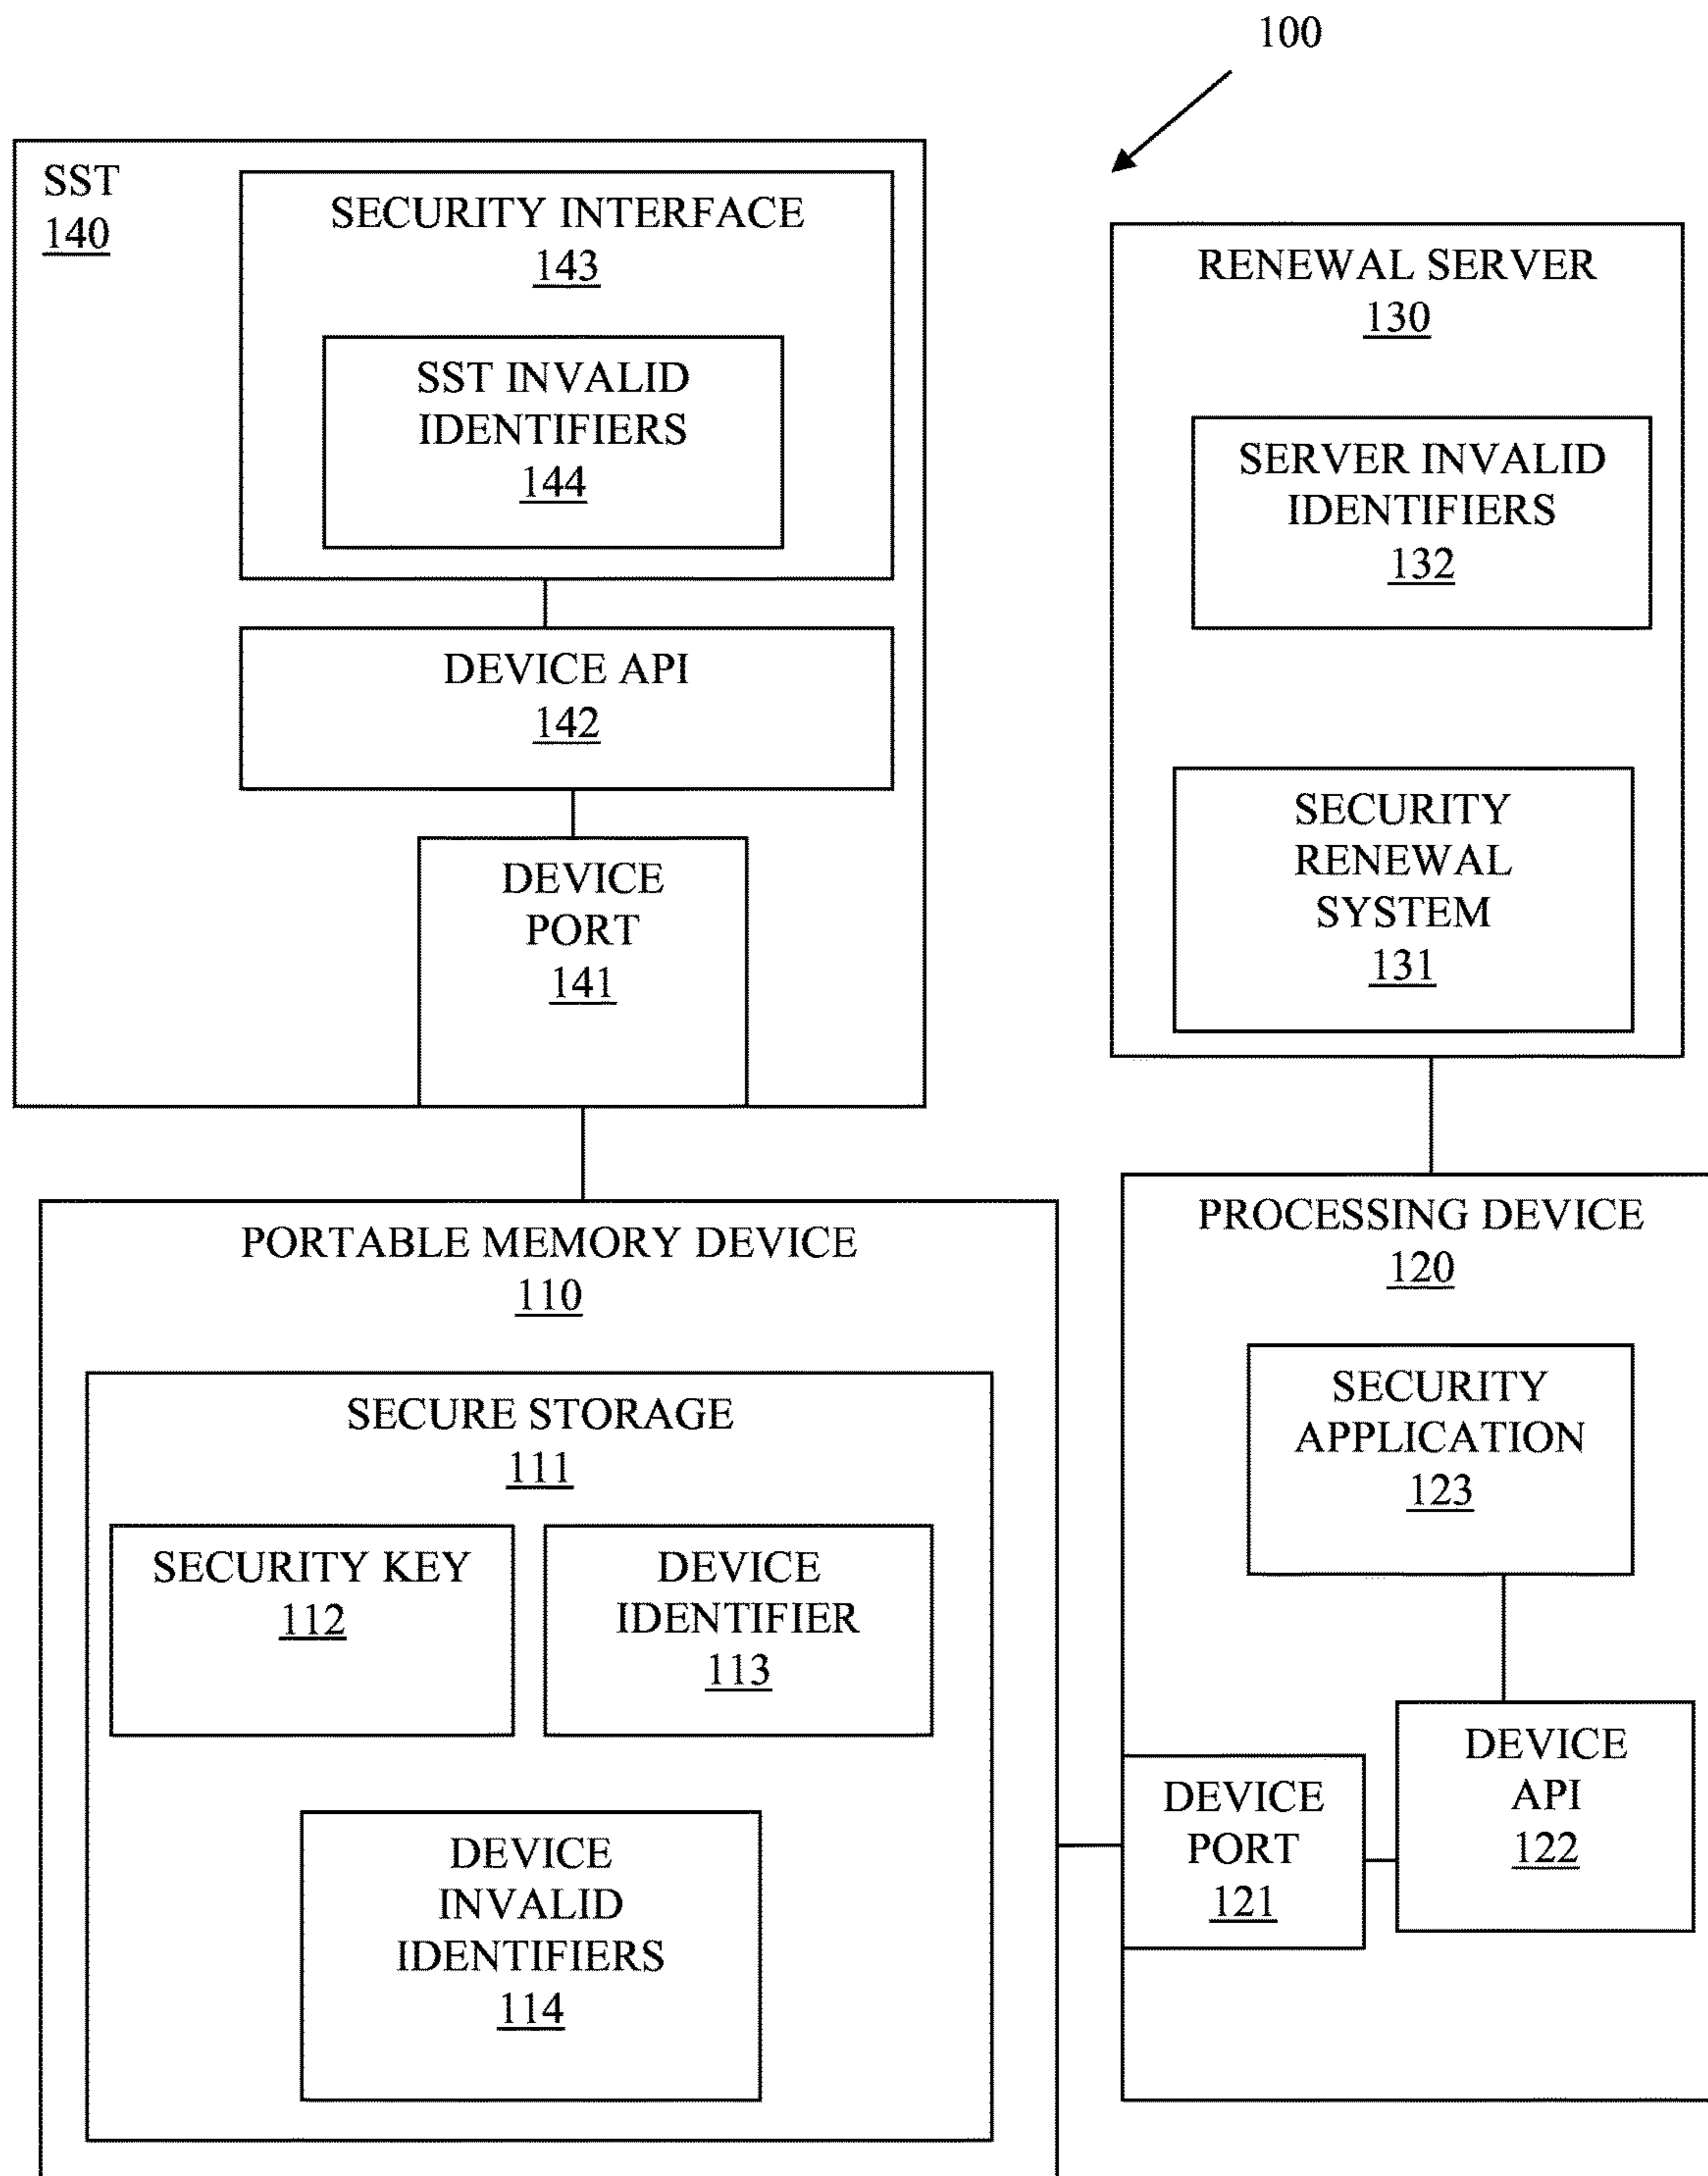 100
SST
140
SECURITY INTERFACE
143
SST INVALID
IDENTIFIERS
144
DEVICE API
142
DEVICE
PORT
141
RENEWAL SERVER
130
SERVER INVALID
IDENTIFIERS
132
SECURITY
RENEWAL
SYSTEM
131
PORTABLE MEMORY DEVICE
110
SECURE STORAGE
111
SECURITY KEY
112
DEVICE
IDENTIFIER
113
DEVICE
INVALID
IDENTIFIERS
114
PROCESSING DEVICE
120
SECURITY
APPLICATION
123
DEVICE
PORT
121
DEVICE
API
122